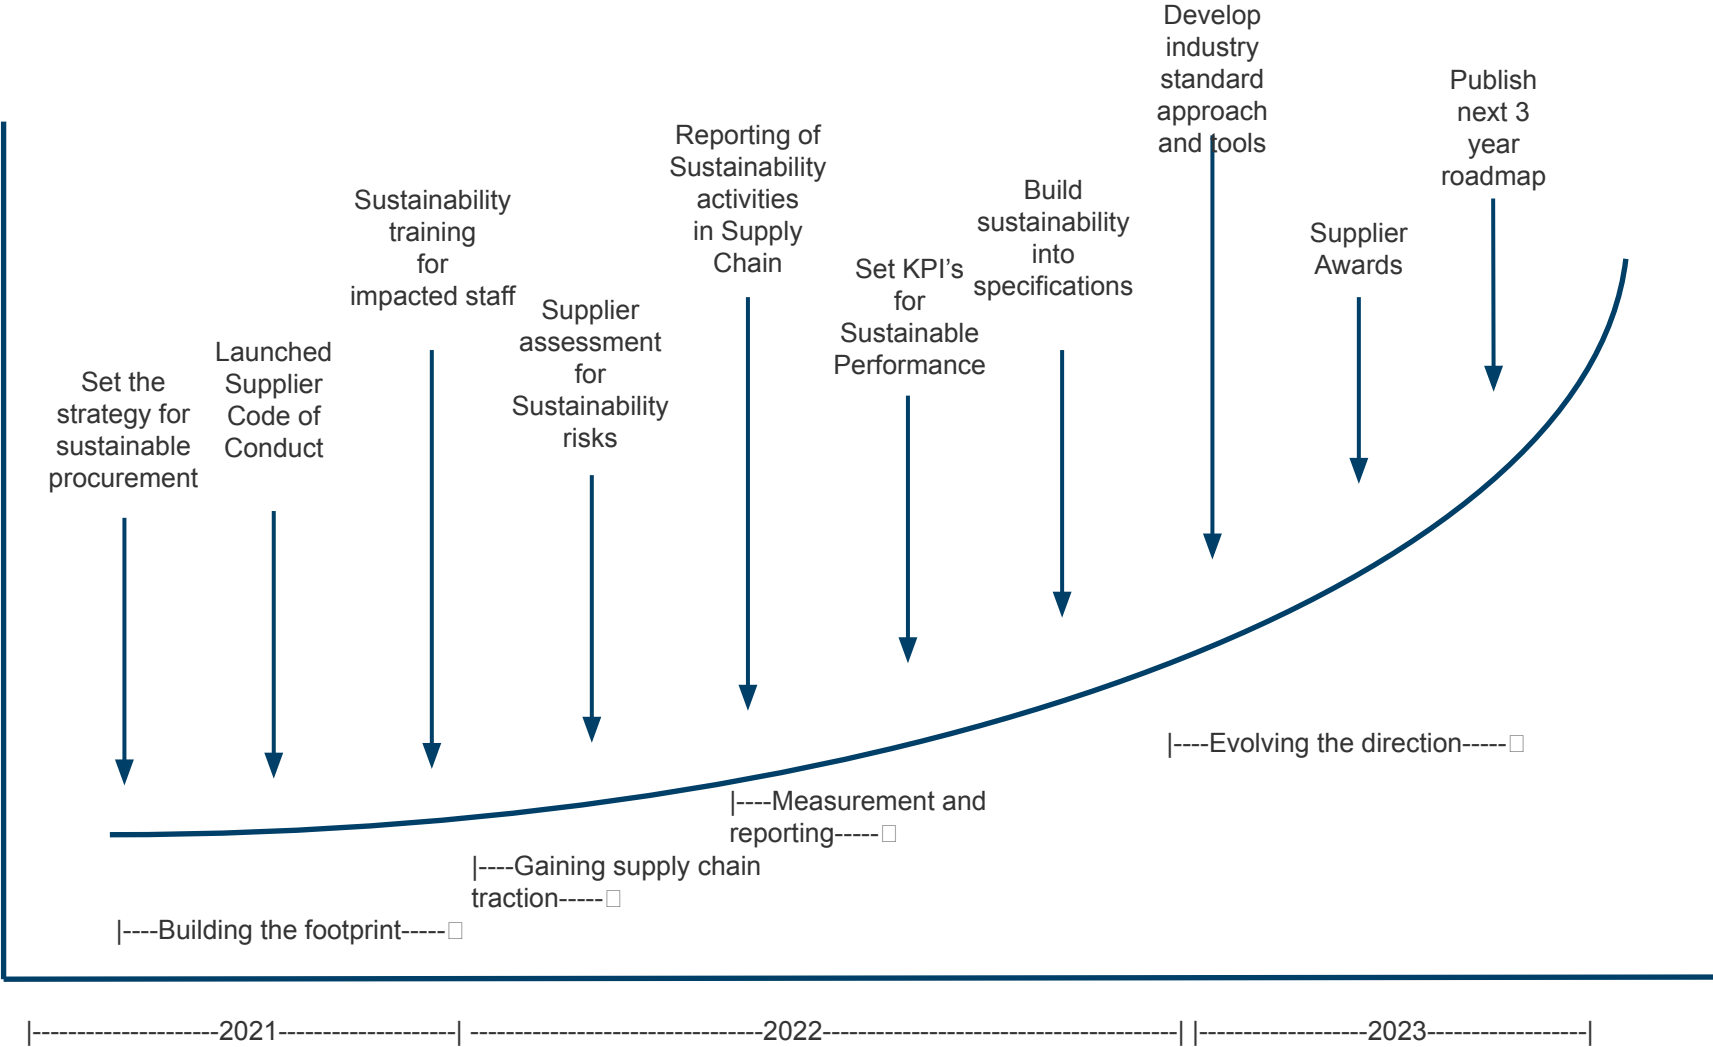 Set the
strategy for
sustainable
procurement
Launched
Supplier
Code of
Conduct
Sustainability
training
for
impacted staff
Supplier
assessment
for
Sustainability
risks
Reporting of
Sustainability
activities
in Supply
Chain
Set KPI’s
for
Sustainable
Performance
Build
sustainability
into
specifications
Develop
industry
standard
approach
and tools
Supplier
Awards
Publish
next 3
year
roadmap
|----Evolving the direction-----□
|----Measurement and
reporting-----□
|----Gaining supply chain
traction-----□
|----Building the footprint-----□
|----------------------2021---------------------| -----------------------------------2022------------------------------------------| |--------------------2023-------------------|